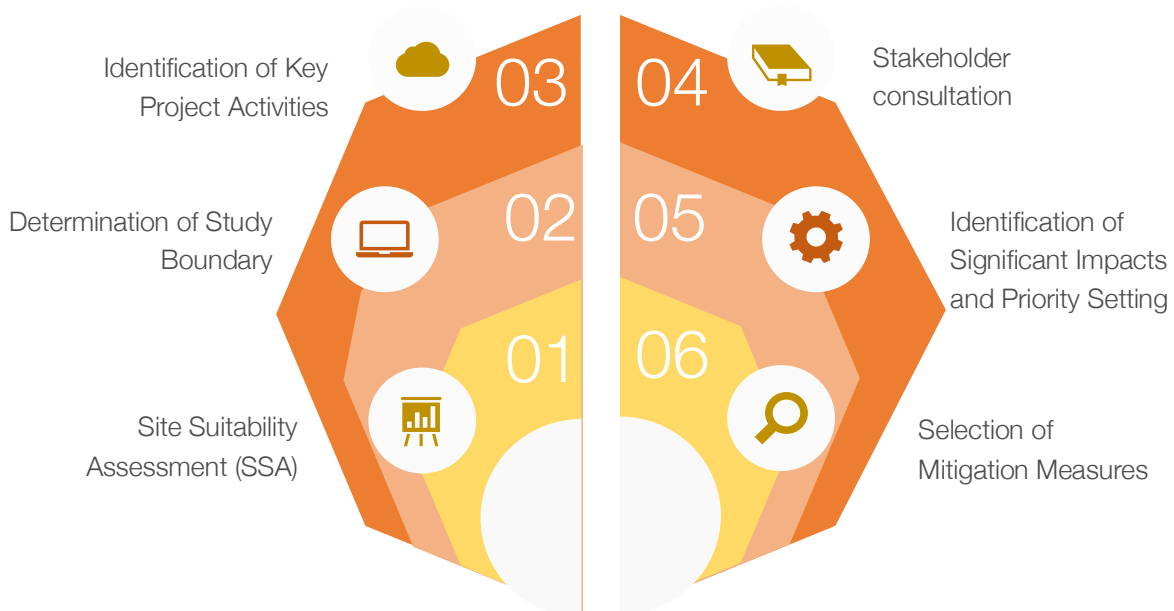 03
Identification of Key
Project Activities
02
Determination of Study
Boundary
01
Site Suitability
Assessment (SSA)
04
Stakeholder
consultation
05
Identification of
Significant Impacts
and Priority Setting
06
Selection of
Mitigation Measures